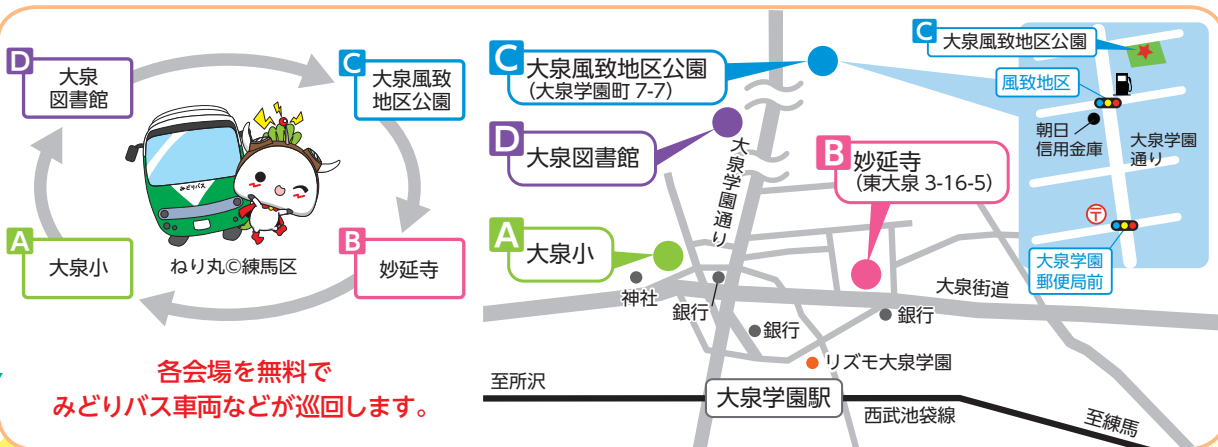 D
大泉
図書館
C
大泉風致
地区公園
みどりバス
A
大泉小
ねり丸©練馬区
B
妙延寺
各会場を無料で
みどりバス車両などが巡回します。
C
大泉風致地区公園
(大泉学園町 7-7)
D
大泉図書館
大泉学園通り
B
妙延寺
(東大泉 3-16-5)
A
大泉小
神社
銀行
銀行
銀行
大泉街道
リズモ大泉学園
至所沢
大泉学園駅
西武池袋線
至練馬
C
大泉風致地区公園
風致地区
朝日
信用金庫
大泉学園
通り
〒
大泉学園
郵便局前